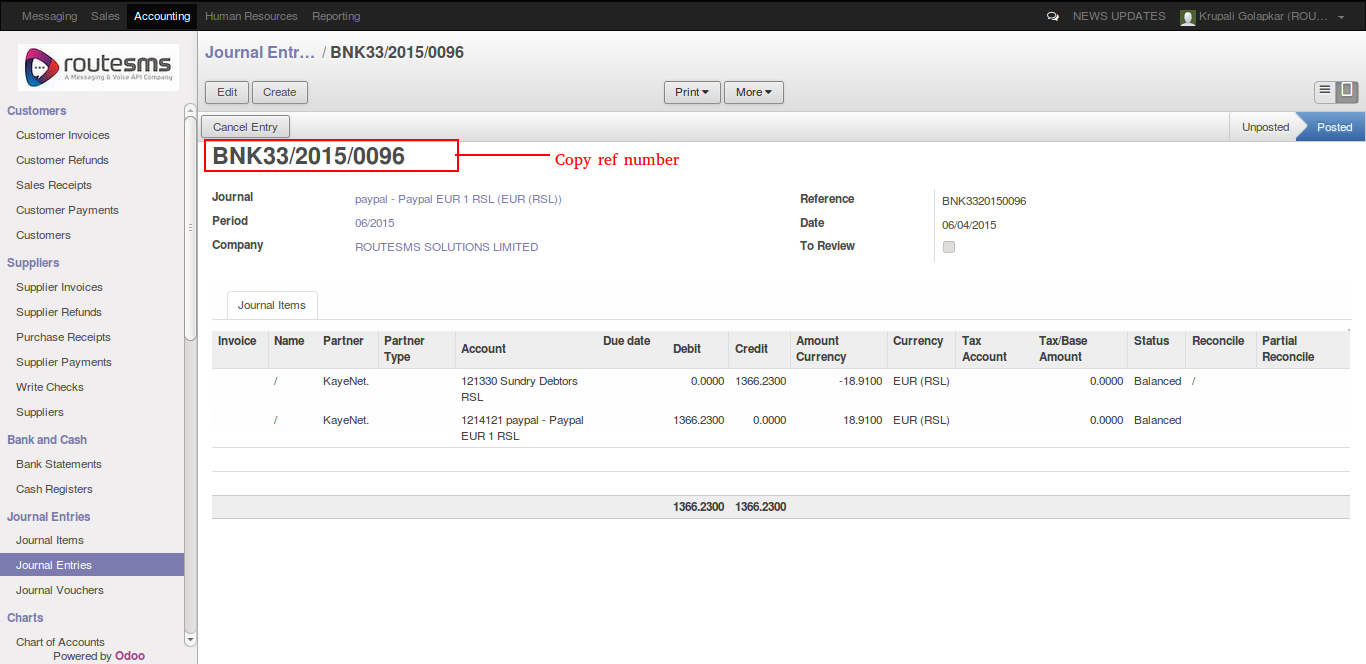 Messaging Sales Accounting Human Resources Reporting NEWS UPDATES Krupali Golapkar (ROU...
routesms
A Messaging & Voice API Company
Customers
Customer Invoices
Customer Refunds
Sales Receipts
Customer Payments
Customers
Suppliers
Supplier Invoices
Supplier Refunds
Purchase Receipts
Supplier Payments
Write Checks
Suppliers
Bank and Cash
Bank Statements
Cash Registers
Journal Entries
Journal Items
Journal Entries
Journal Vouchers
Charts
Chart of Accounts
Powered by Odoo
Journal Entr... / BNK33/2015/0096
Edit Create Print More
Cancel Entry Unposted Posted
BNK33/2015/0096 Copy ref number
Journal paypal - Paypal EUR 1 RSL (EUR (RSL)) Reference BNK3320150096
Period 06/2015 Date 06/04/2015
Company ROUTESMS SOLUTIONS LIMITED To Review
Journal Items
Invoice Name Partner Partner Type Account Due date Debit Credit Amount Currency Currency Tax Account Tax/Base Amount Status Reconcile Partial Reconcile
/ KayeNet. 121330 Sundry Debtors RSL 0.0000 1366.2300 -18.9100 EUR (RSL) 0.0000 Balanced /
/ KayeNet. 1214121 paypal - Paypal EUR 1 RSL 1366.2300 0.0000 18.9100 EUR (RSL) 0.0000 Balanced
1366.2300 1366.2300